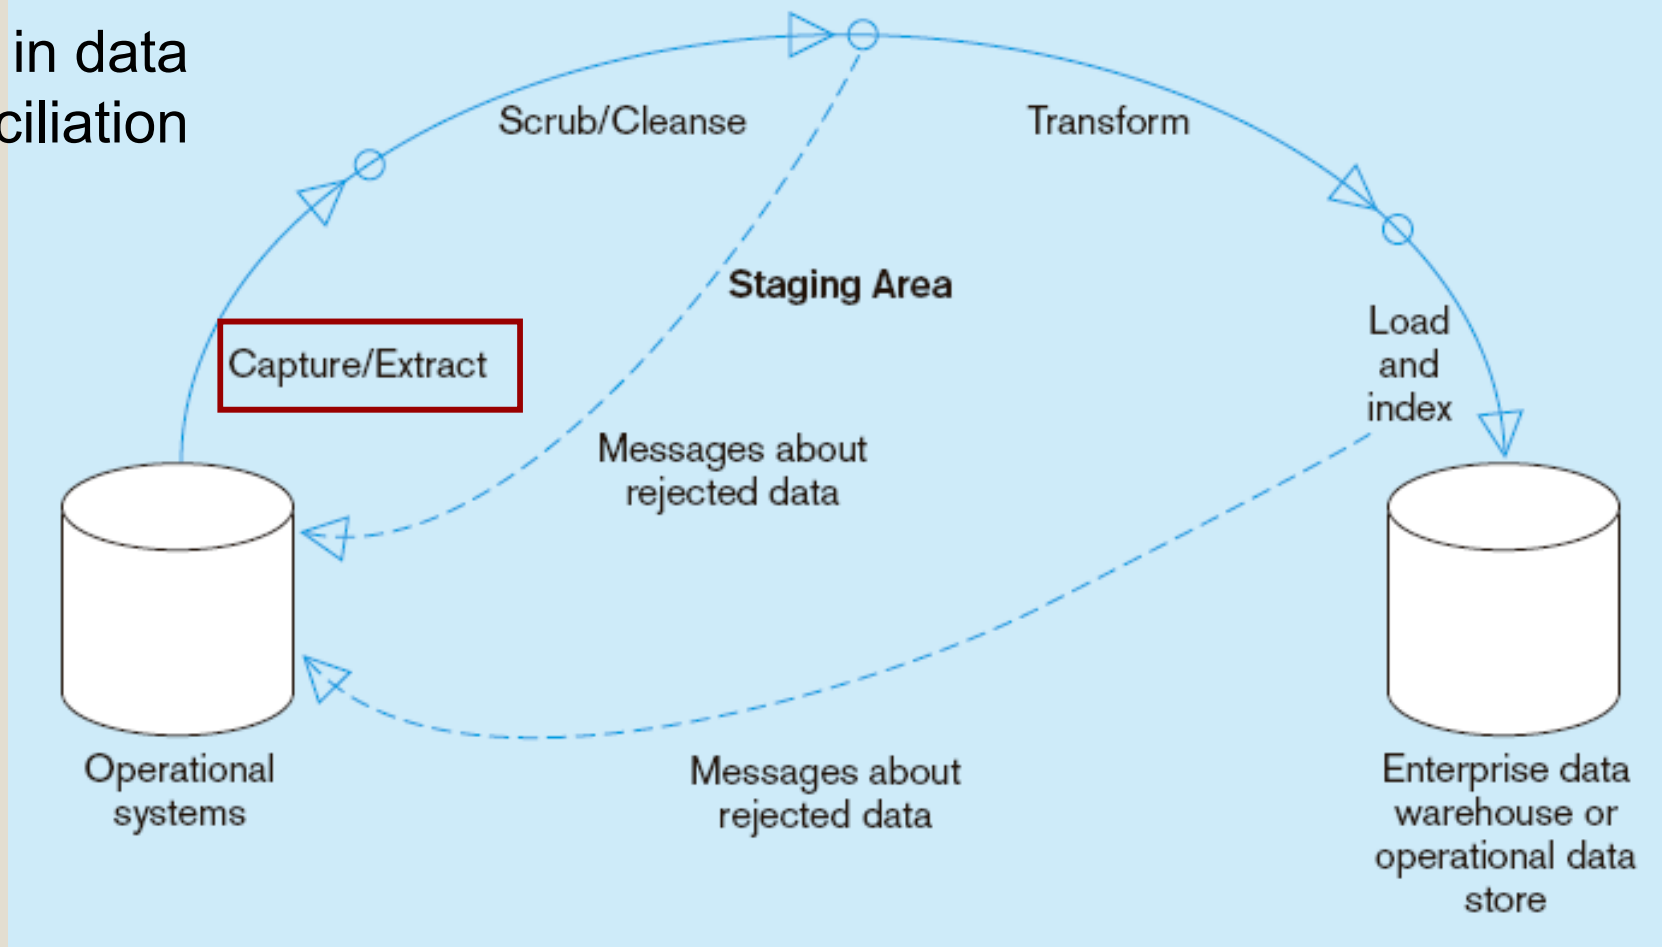 in data
ciliation
Scrub/Cleanse
Transform
Staging Area
Capture/Extract
Load
and
index
Messages about
rejected data
Operational
systems
Messages about
rejected data
Enterprise data
warehouse or
operational data
store